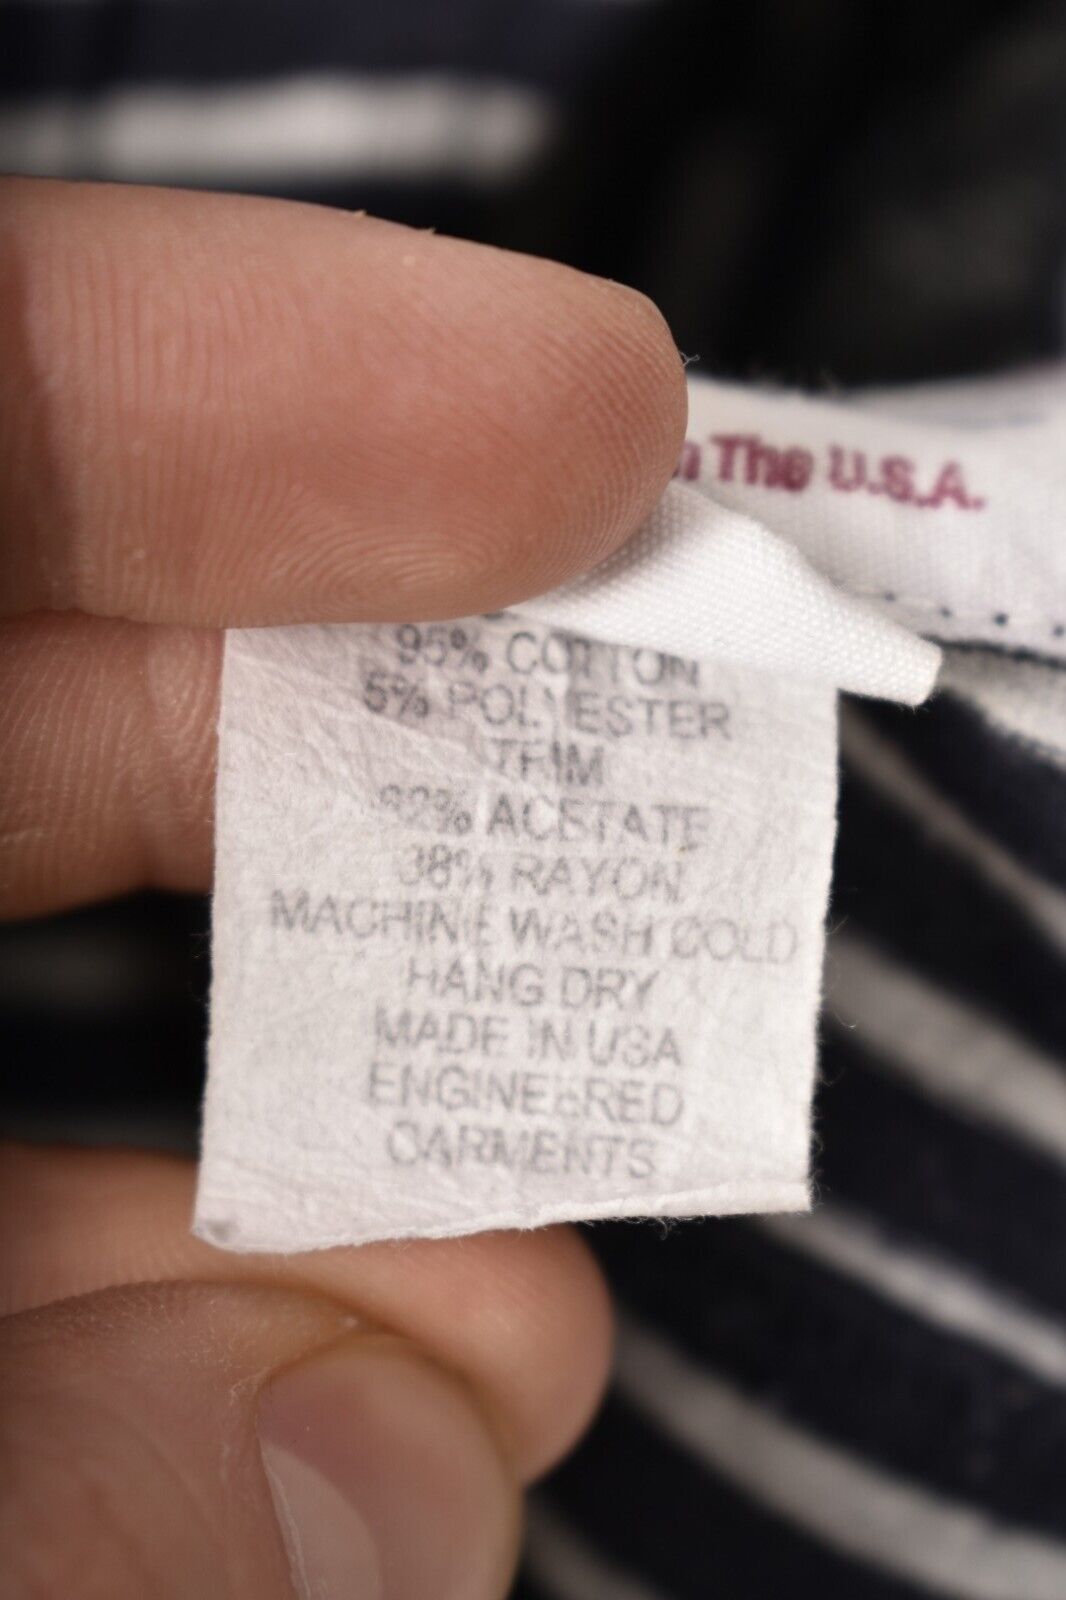 The U.S.A.
95% COTTON
5% POLYESTER
TRIM
62% ACETATE
38% RAYON
MACHINE WASH COLD
HANG DRY
MADE IN USA
ENGINEERED
GARMENTS